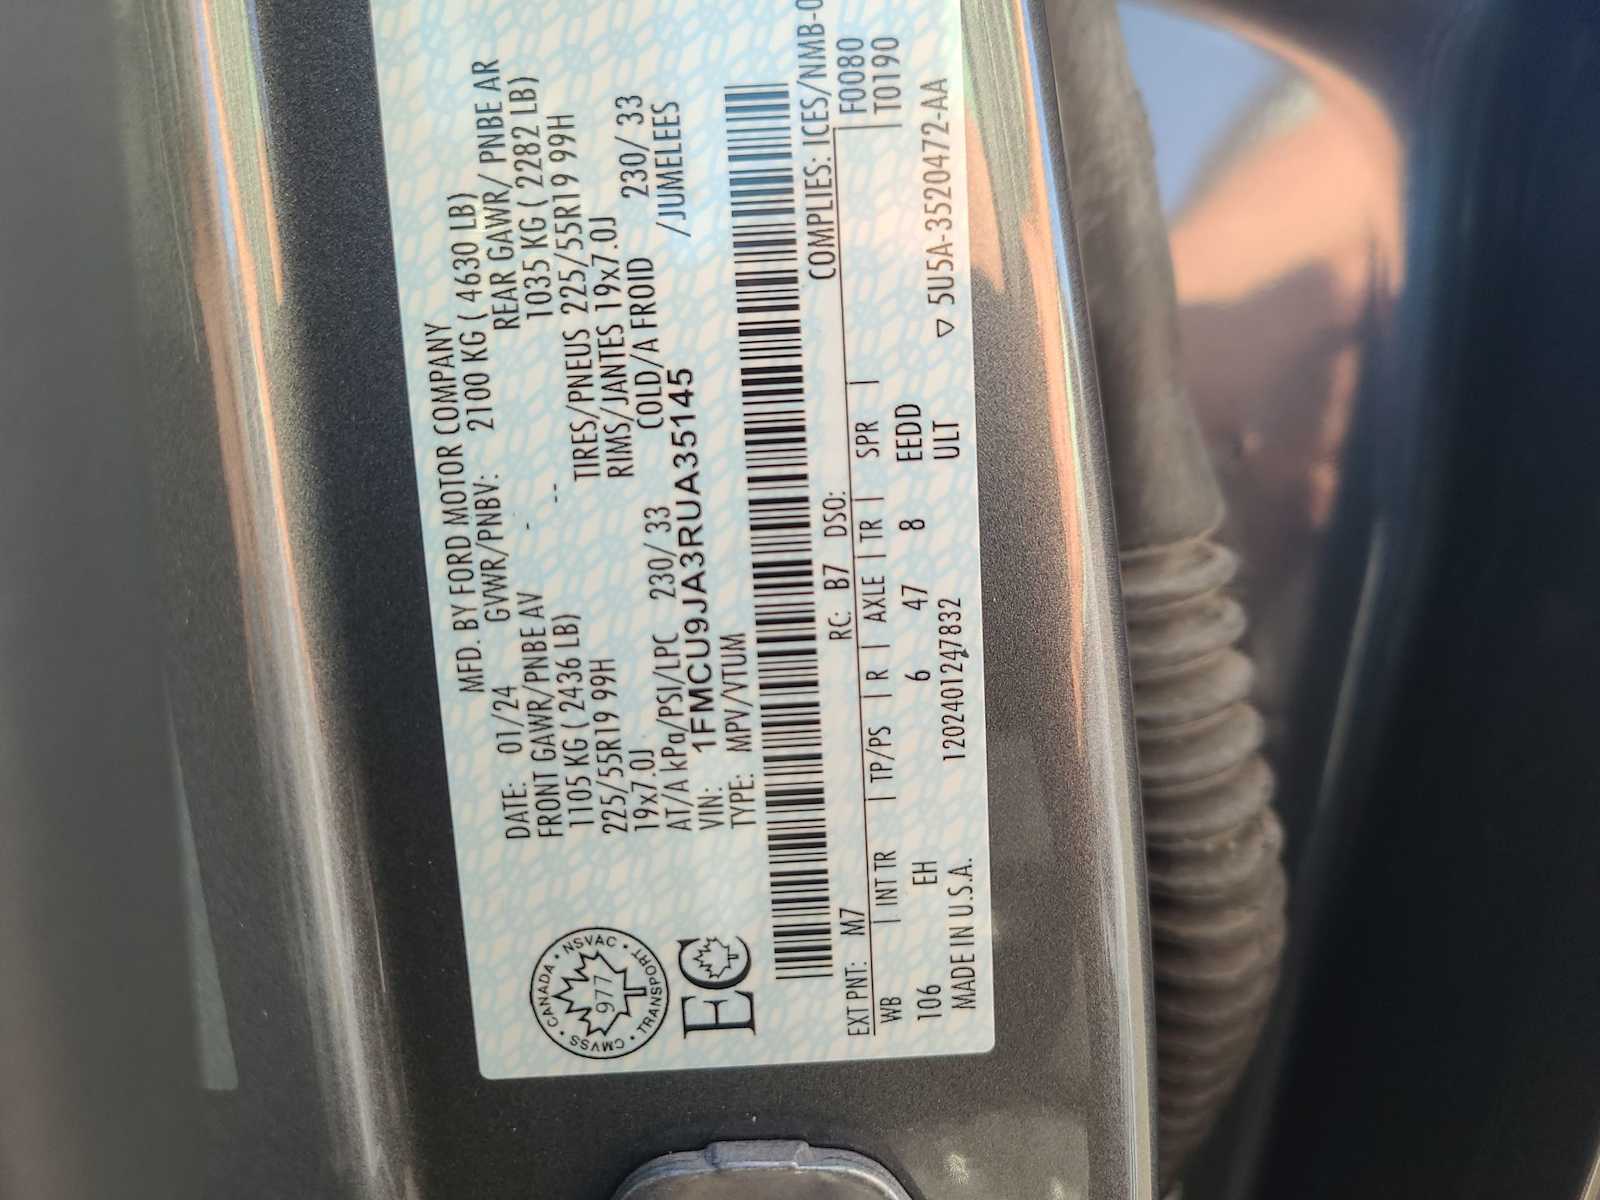 MFD. BY FORD MOTOR COMPANY
DATE: 01/24 GVWR/PNBV: 2100 KG ( 4630 LB)
FRONT GAWR/PNBE AV - REAR GAWR/ PNBE AR
1105 KG ( 2436 LB) -- 1035 KG ( 2282 LB)
225/55R19 99H TIRES/PNEUS 225/55R19 99H
19x7.0J RIMS/JANTES 19x7.0J
AT/A kPa/PSI/LPC 230/ 33 COLD/A FROID 230/ 33
VIN: 1FMCU9JA3RUA35145 /JUMELEES
TYPE: MPV/VTUM
CANADA • NSVAC • TRANSPORT • CMVSS •
977
EC
COMPLIES: ICES/NMB-0
EXT PNT: M7 RC: B7 DSO: F0080
WB | INT TR | TP/PS | R | AXLE | TR | SPR | T0190
106 EH 6 47 8 EEDD
MADE IN U.S.A. 1202401247832 ULT ▽ 5U5A-3520472-AA